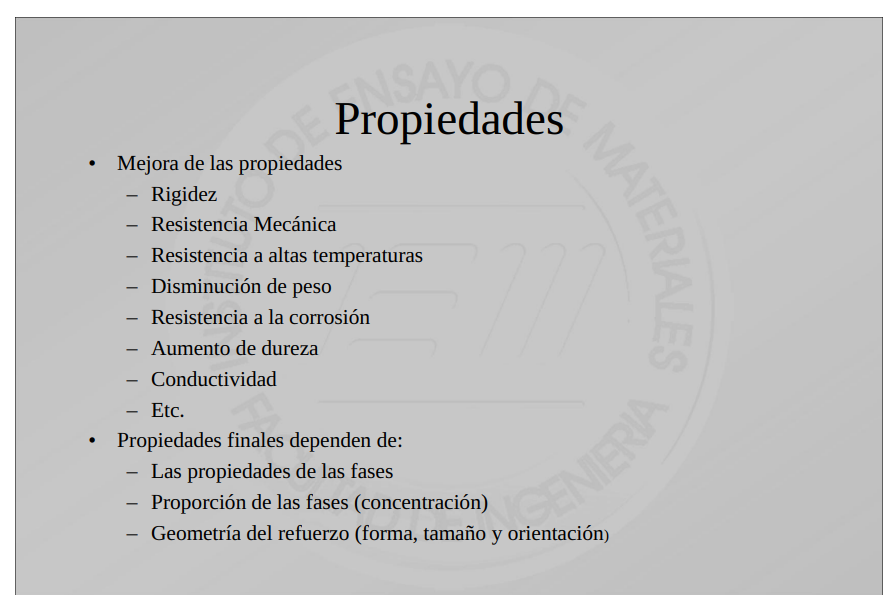 Propiedades
• Mejora de las propiedades
– Rigidez
– Resistencia Mecánica
– Resistencia a altas temperaturas
– Disminución de peso
– Resistencia a la corrosión
– Aumento de dureza
– Conductividad
– Etc.
• Propiedades finales dependen de:
– Las propiedades de las fases
– Proporción de las fases (concentración)
– Geometría del refuerzo (forma, tamaño y orientación)
INSTITUTO DE ENSAYO DE MATERIALES
FACULTAD DE INGENIERIA